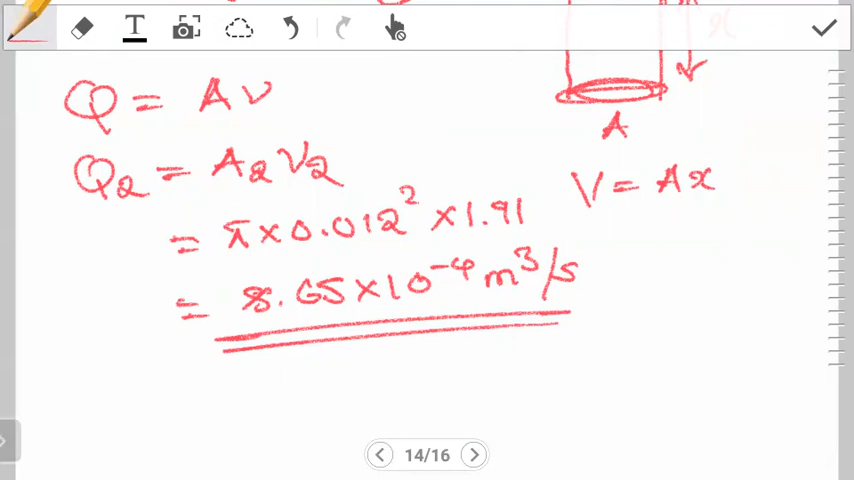 T
Q = Av
A
Q₂ = A₂V₂
V = Ax
= π×0.012²×1.91
= 8.65×10⁻⁴ m³/s
14/16